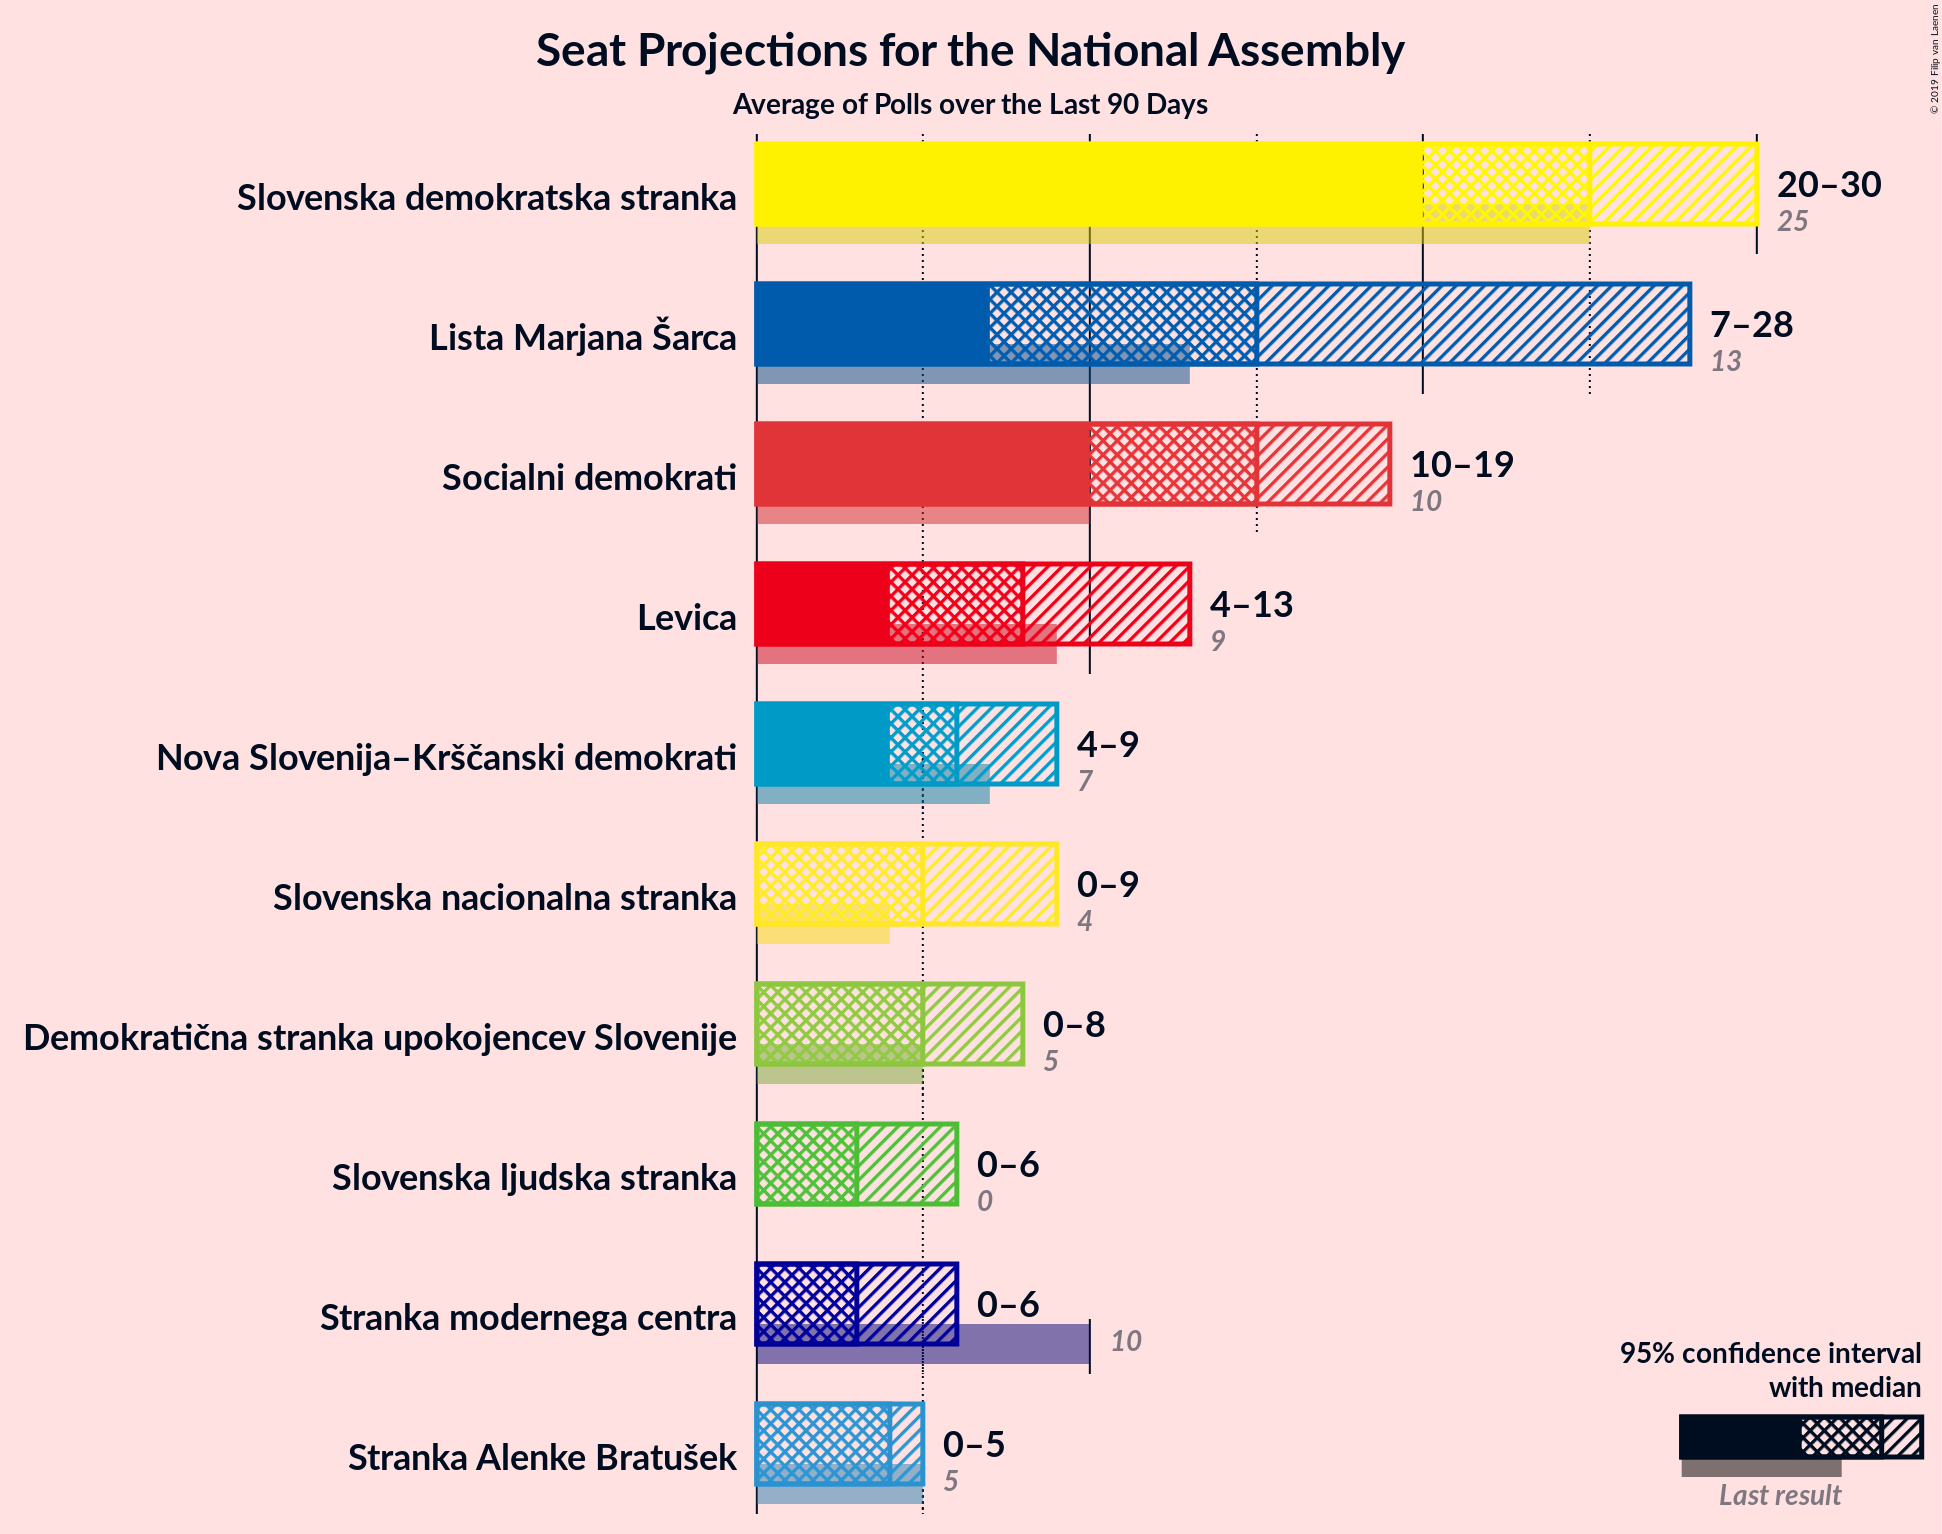 Seat Projections for the National Assembly
Average of Polls over the Last 90 Days
© 2019 Filip van Laenen
Slovenska demokratska stranka
20–30
25
Lista Marjana Šarca
7–28
13
Socialni demokrati
10–19
10
Levica
4–13
9
Nova Slovenija–Krščanski demokrati
4–9
7
Slovenska nacionalna stranka
0–9
4
Demokratična stranka upokojencev Slovenije
0–8
5
Slovenska ljudska stranka
0–6
0
Stranka modernega centra
0–6
10
Stranka Alenke Bratušek
0–5
5
95% confidence interval
with median
Last result